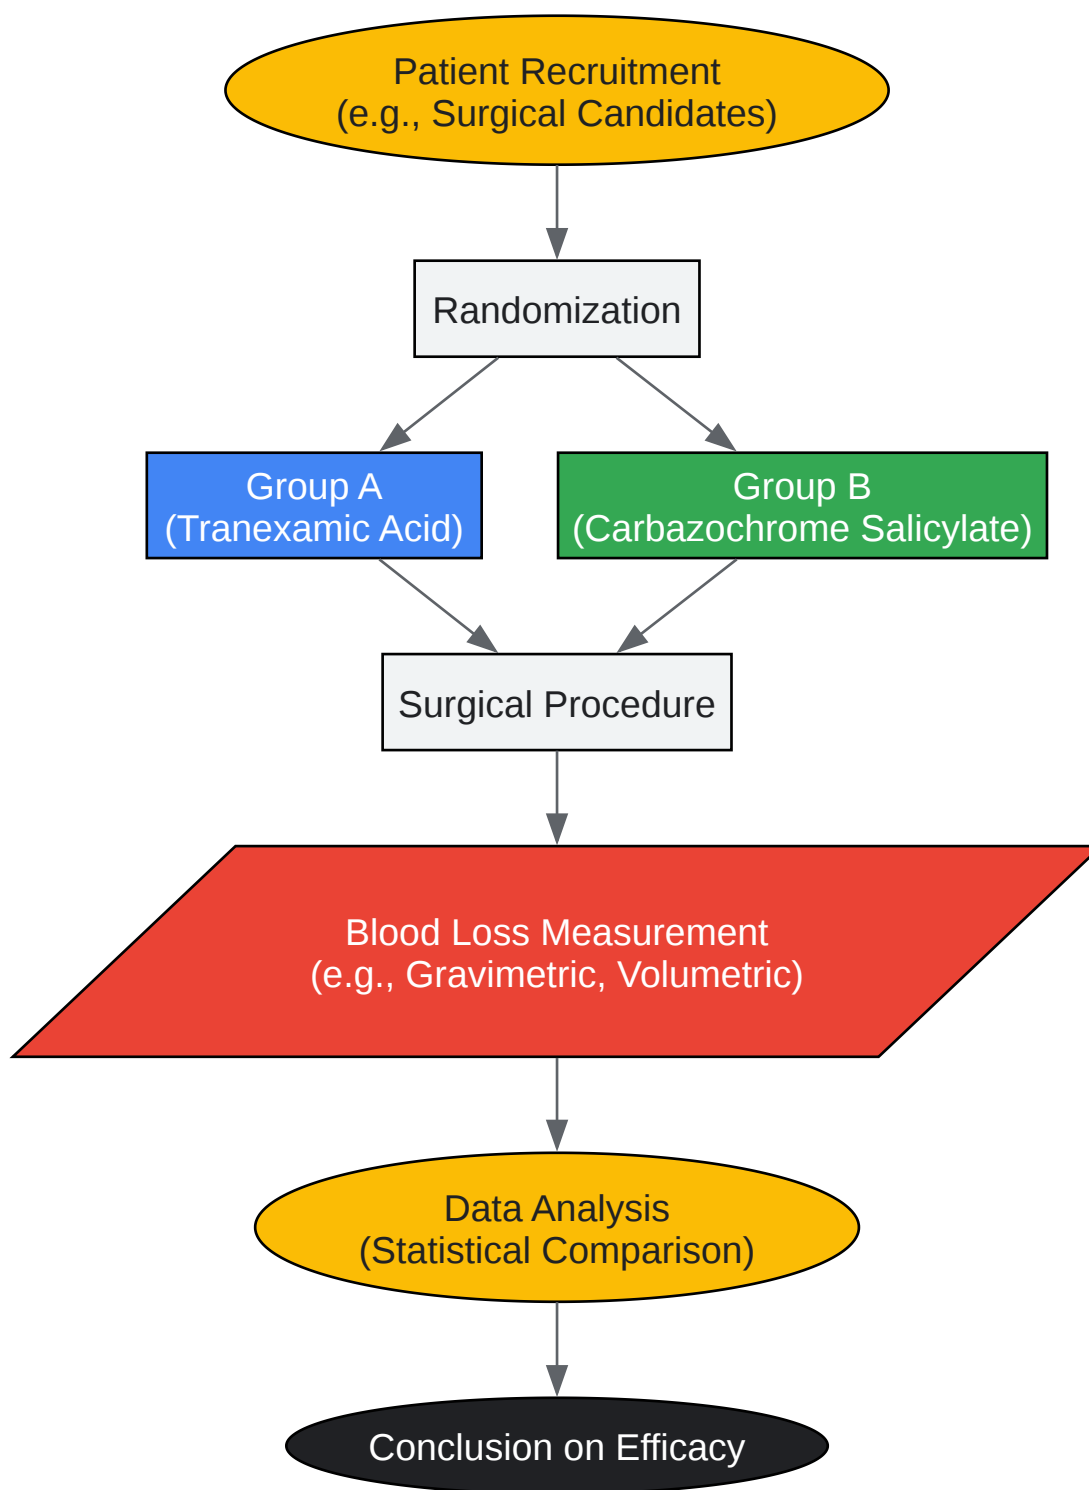 Patient Recruitment
(e.g., Surgical Candidates)
Randomization
Group A
(Tranexamic Acid)
Group B
(Carbazochrome Salicylate)
Surgical Procedure
Blood Loss Measurement
(e.g., Gravimetric, Volumetric)
Data Analysis
(Statistical Comparison)
Conclusion on Efficacy